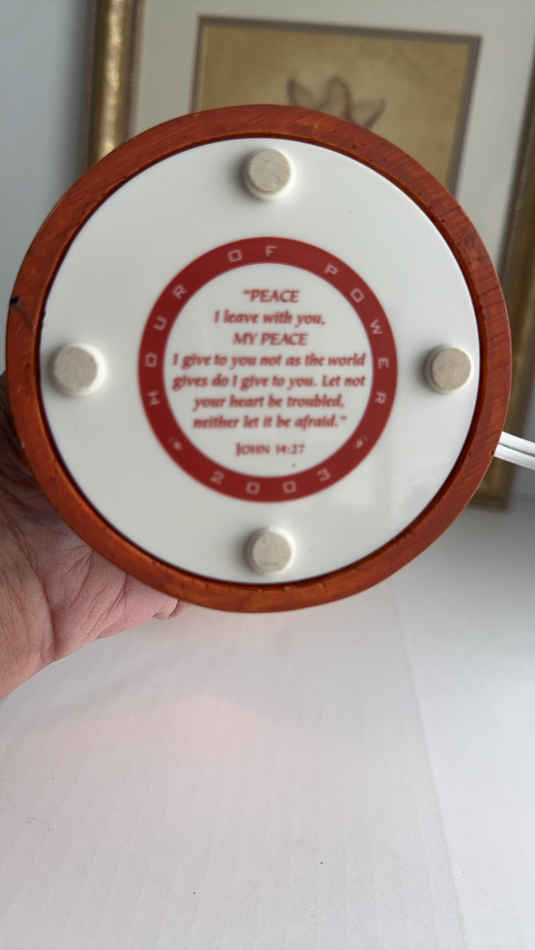 HOUR OF POWER
"PEACE
I leave with you,
MY PEACE
I give to you not as the world
gives do I give to you. Let not
your heart be troubled,
neither let it be afraid."
JOHN 14:27
2003